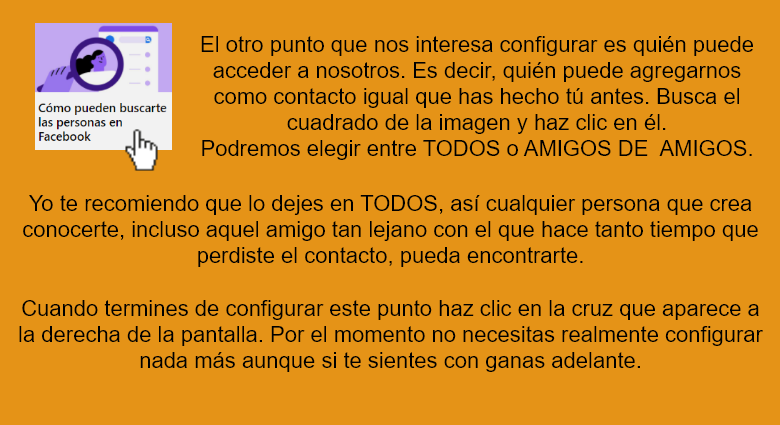 Cómo pueden buscarte
las personas en
Facebook
El otro punto que nos interesa configurar es quién puede
acceder a nosotros. Es decir, quién puede agregarnos
como contacto igual que has hecho tú antes. Busca el
cuadrado de la imagen y haz clic en él.
Podremos elegir entre TODOS o AMIGOS DE AMIGOS.
Yo te recomiendo que lo dejes en TODOS, así cualquier persona que crea
conocerte, incluso aquel amigo tan lejano con el que hace tanto tiempo que
perdiste el contacto, pueda encontrarte.
Cuando termines de configurar este punto haz clic en la cruz que aparece a
la derecha de la pantalla. Por el momento no necesitas realmente configurar
nada más aunque si te sientes con ganas adelante.